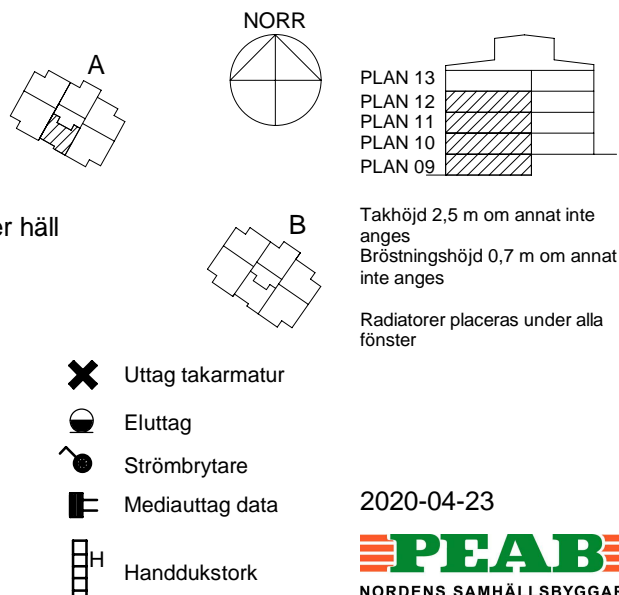 NORR
A
PLAN 13
PLAN 12
PLAN 11
PLAN 10
PLAN 09
häll
B
Takhöjd 2,5 m om annat inte
anges
Bröstningshöjd 0,7 m om annat
inte anges
Radiatorer placeras under alla
fönster
Uttag takarmatur
Eluttag
Strömbrytare
Mediauttag data
H
Handdukstork
2020-04-23
PEAB
NORDENS SAMHÄLLSBYGGAR